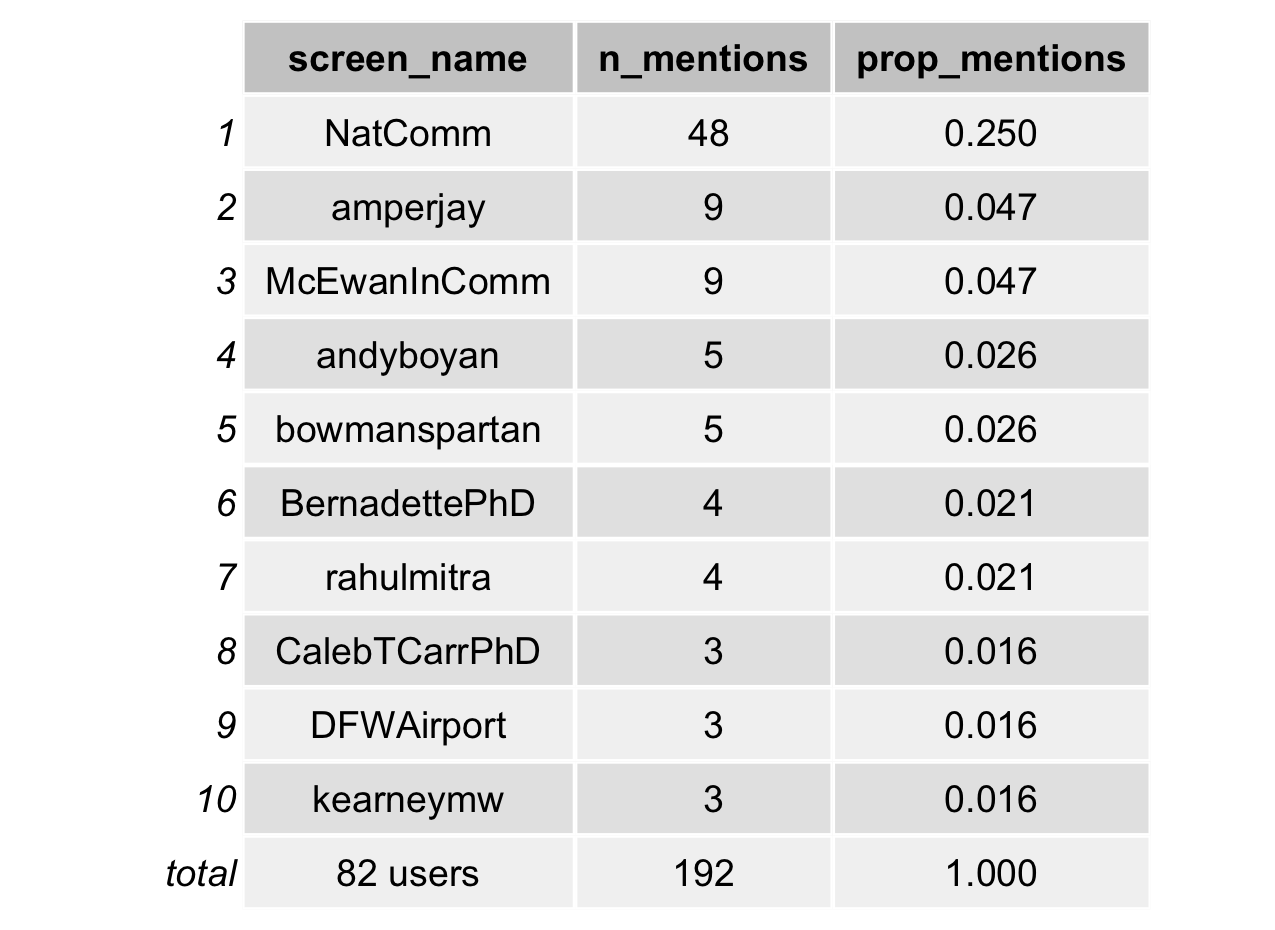 screen_name n_mentions prop_mentions
1 NatComm 48 0.250
2 amperjay 9 0.047
3 McEwanInComm 9 0.047
4 andyboyan 5 0.026
5 bowmanspartan 5 0.026
6 BernadettePhD 4 0.021
7 rahulmitra 4 0.021
8 CalebTCarrPhD 3 0.016
9 DFWAirport 3 0.016
10 kearneymw 3 0.016
total 82 users 192 1.000